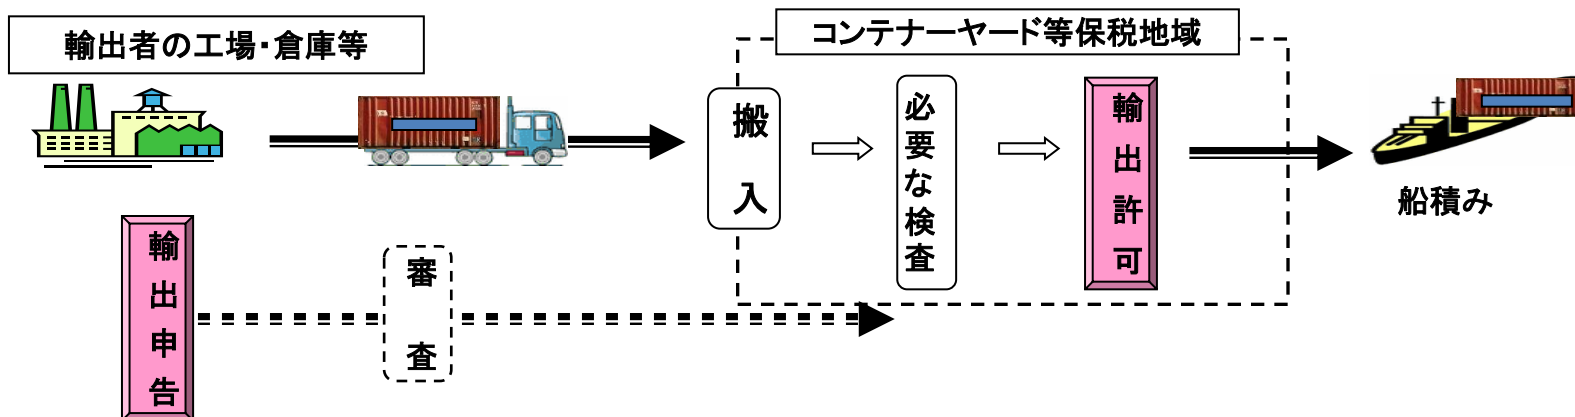 輸出者の工場・倉庫等
コンテナーヤード等保税地域
搬入
必要な検査
輸出許可
船積み
輸出申告
審査